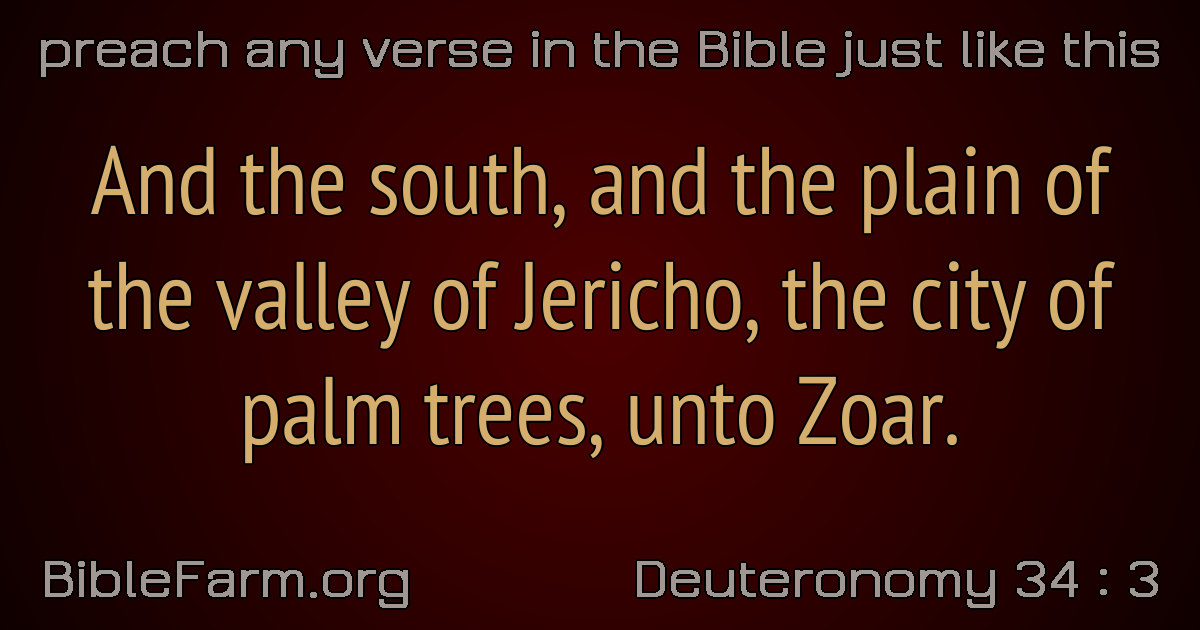 preach any verse in the Bible just like this
And the south, and the plain of
the valley of Jericho, the city of
palm trees, unto Zoar.
BibleFarm.org
Deuteronomy 34 : 3